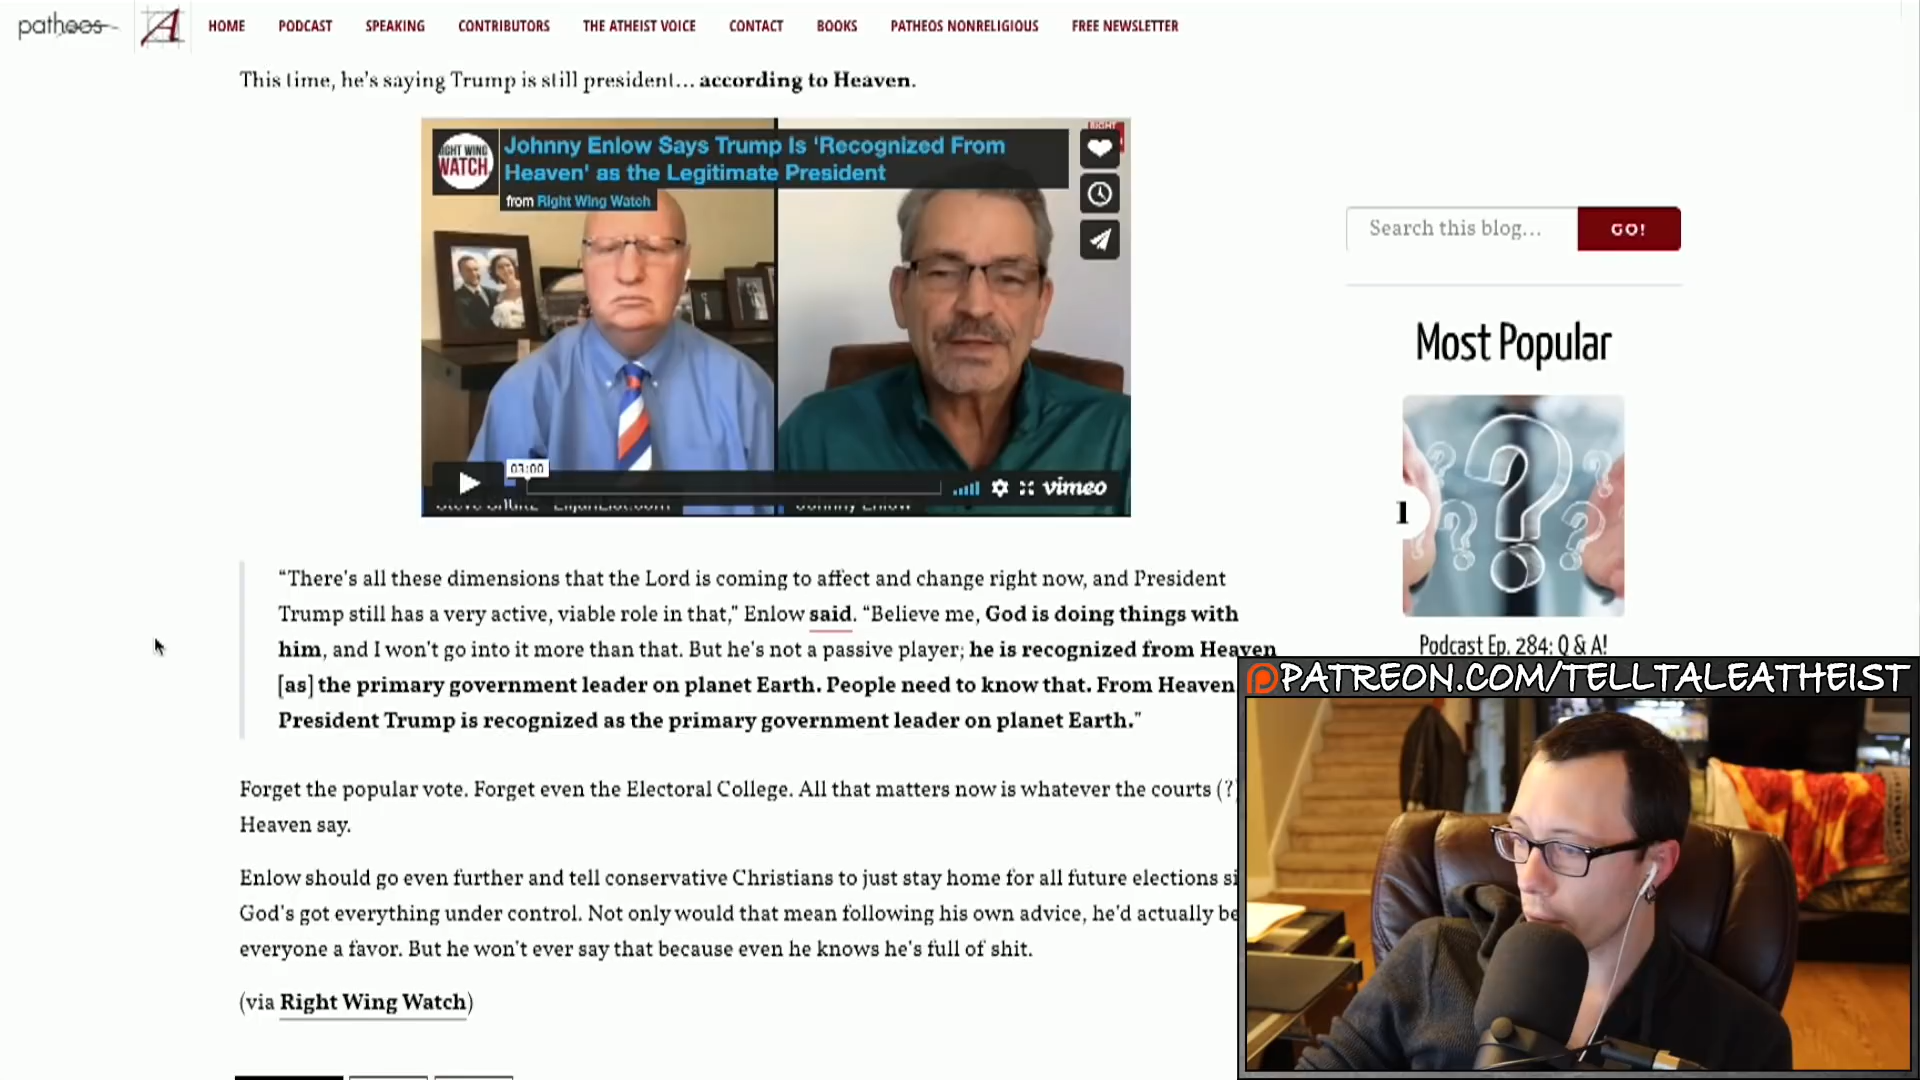 patheos
A
HOME PODCAST SPEAKING CONTRIBUTORS THE ATHEIST VOICE CONTACT BOOKS PATHEOS NONRELIGIOUS FREE NEWSLETTER
This time, he's saying Trump is still president... according to Heaven.
RIGHT WING WATCH
Johnny Enlow Says Trump Is 'Recognized From
Heaven' as the Legitimate President
from Right Wing Watch
03:00
vimeo
Search this blog...
GO!
Most Popular
1
Podcast Ep. 284: Q & A!
“There's all these dimensions that the Lord is coming to affect and change right now, and President
Trump still has a very active, viable role in that,” Enlow said. “Believe me, God is doing things with
him, and I won't go into it more than that. But he's not a passive player; he is recognized from Heaven
[as] the primary government leader on planet Earth. People need to know that. From Heaven
President Trump is recognized as the primary government leader on planet Earth.”
Forget the popular vote. Forget even the Electoral College. All that matters now is whatever the courts (?)
Heaven say.
Enlow should go even further and tell conservative Christians to just stay home for all future elections si
God's got everything under control. Not only would that mean following his own advice, he'd actually be
everyone a favor. But he won't ever say that because even he knows he's full of shit.
(via Right Wing Watch)
PATREON.COM/TELLTALEATHEIST